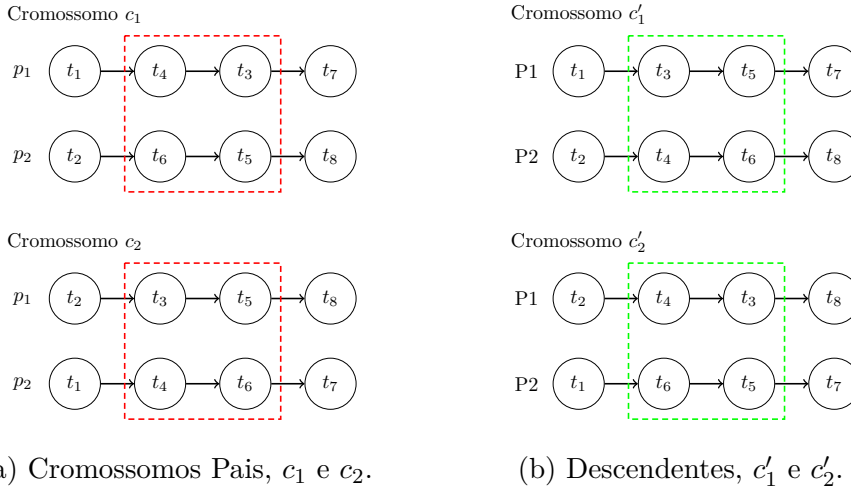 Cromossomo c₁
p₁ t₁ t₄ t₃ t₇
p₂ t₂ t₆ t₅ t₈
Cromossomo c₂
p₁ t₂ t₃ t₅ t₈
p₂ t₁ t₄ t₆ t₇
a) Cromossomos Pais, c₁ e c₂.
Cromossomo c′₁
P1 t₁ t₃ t₅ t₇
P2 t₂ t₄ t₆ t₈
Cromossomo c′₂
P1 t₂ t₄ t₃ t₈
P2 t₁ t₆ t₅ t₇
(b) Descendentes, c′₁ e c′₂.